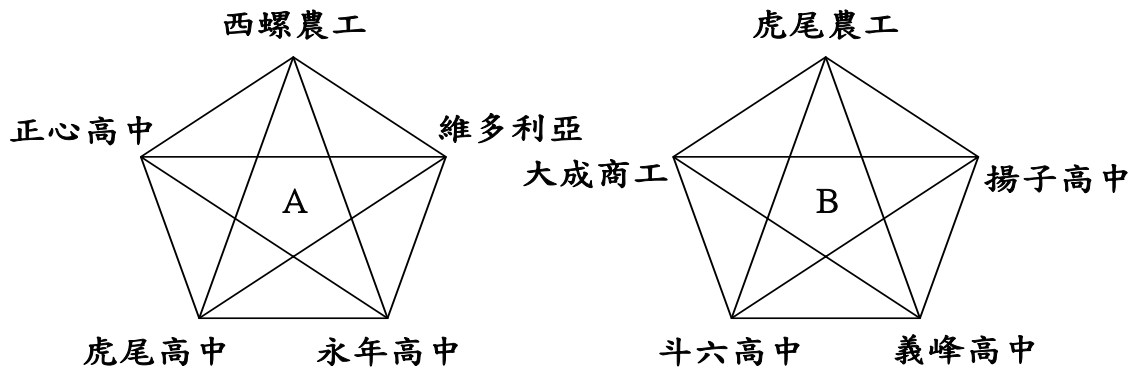 西螺農工
虎尾農工
正心高中
維多利亞
大成商工
揚子高中
A
B
虎尾高中
永年高中
斗六高中
義峰高中